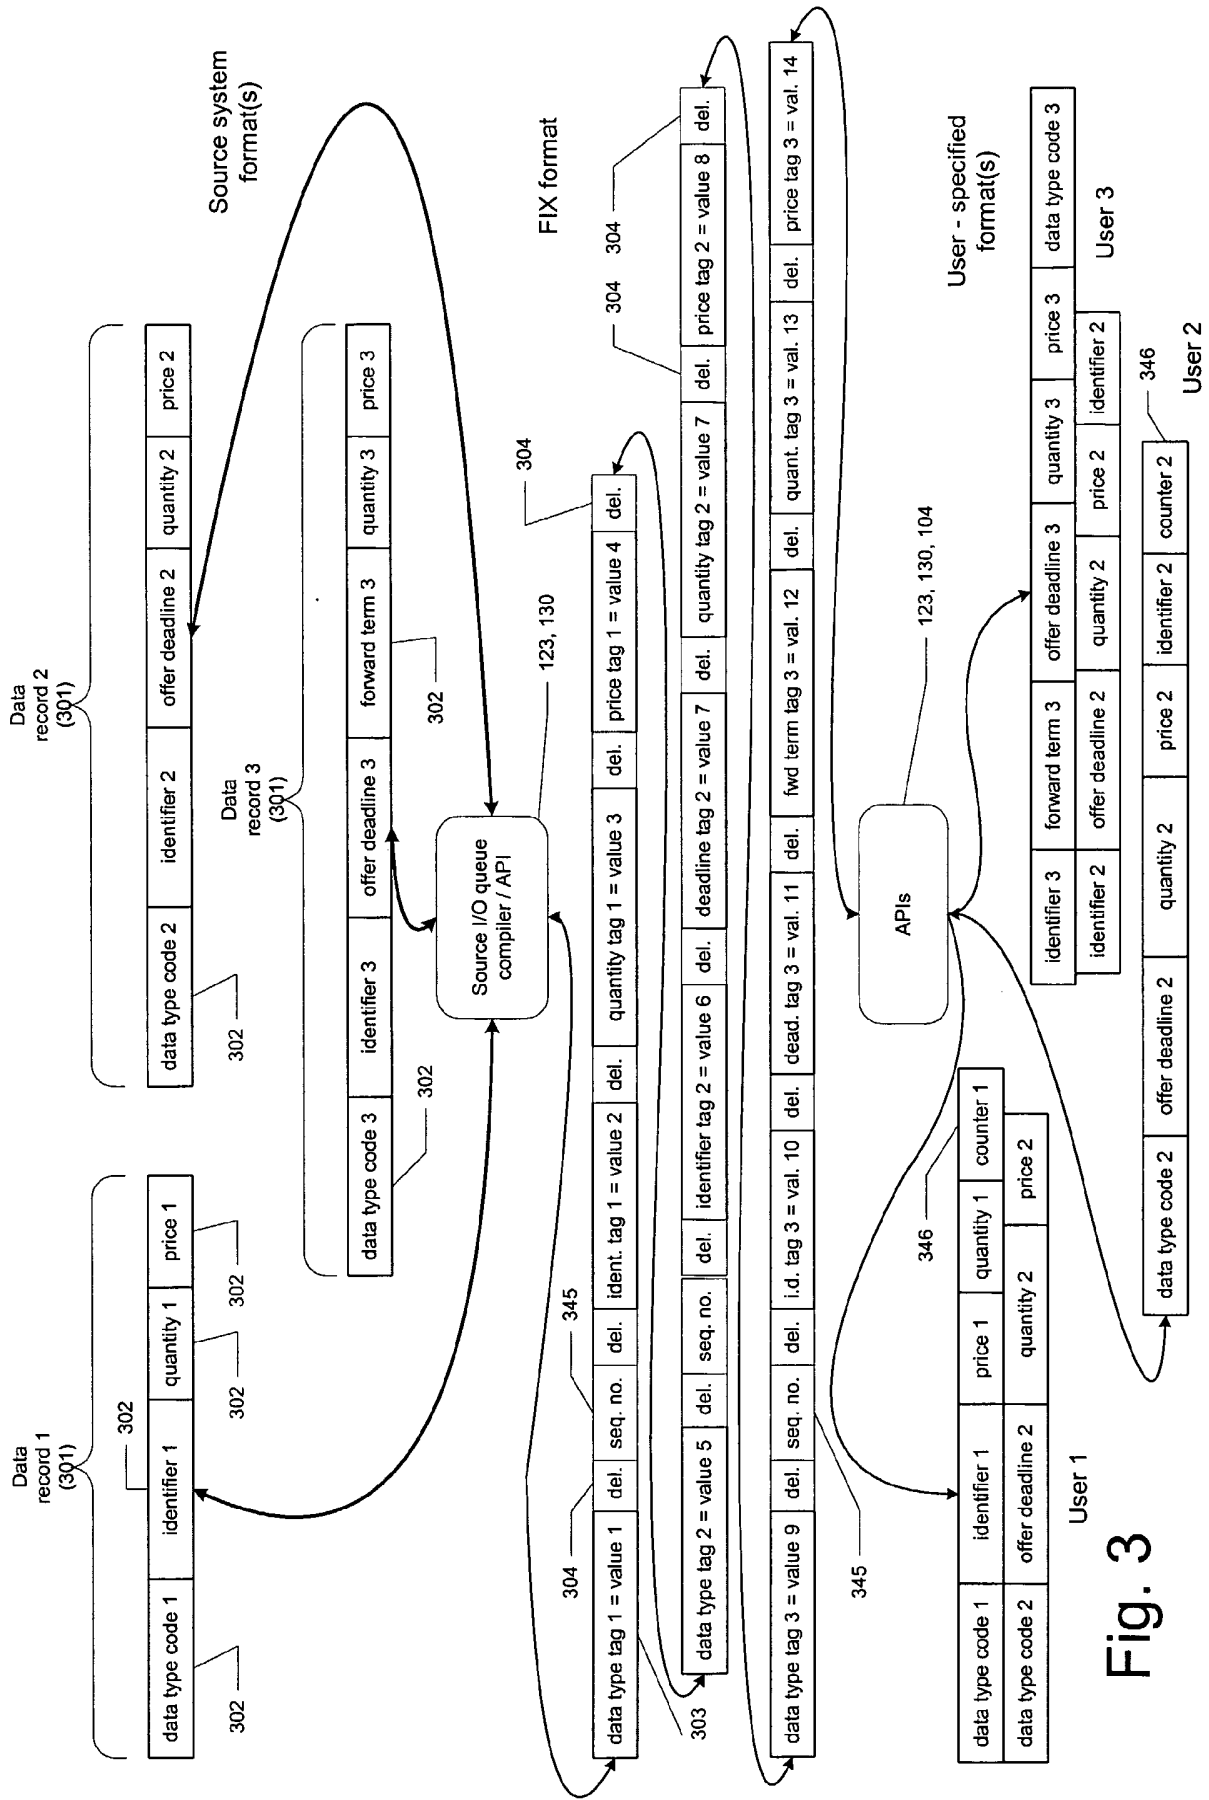 Data
record 1
(301)
302
data type code 1 identifier 1 quantity 1 price 1
302
302
302
Data
record 2
(301)
data type code 2 identifier 2 offer deadline 2 quantity 2 price 2
302
Source system
format(s)
Data
record 3
(301)
data type code 3 identifier 3 offer deadline 3 forward term 3 quantity 3 price 3
302
302
Source I/O queue
compiler / API
123, 130
FIX format
304
345
304
data type tag 1 = value 1 del. seq. no. del. ident. tag 1 = value 2 del. quantity tag 1 = value 3 del. price tag 1 = value 4 del.
303
304
304
data type tag 2 = value 5 del. seq. no. del. identifier tag 2 = value 6 del. deadline tag 2 = value 7 del. quantity tag 2 = value 7 del. price tag 2 = value 8 del.
data type tag 3 = value 9 del. seq. no. del. i.d. tag 3 = val. 10 del. dead. tag 3 = val. 11 del. fwd term tag 3 = val. 12 del. quant. tag 3 = val. 13 del. price tag 3 = val. 14
345
APIs
123, 130, 104
User - specified
format(s)
346
data type code 1 identifier 1 price 1 quantity 1 counter 1
data type code 2 offer deadline 2 quantity 2 price 2
User 1
identifier 3 forward term 3 offer deadline 3 quantity 3 price 3 data type code 3
identifier 2 offer deadline 2 quantity 2 price 2 identifier 2
User 3
data type code 2 offer deadline 2 quantity 2 price 2 identifier 2 counter 2
346
User 2
Fig. 3